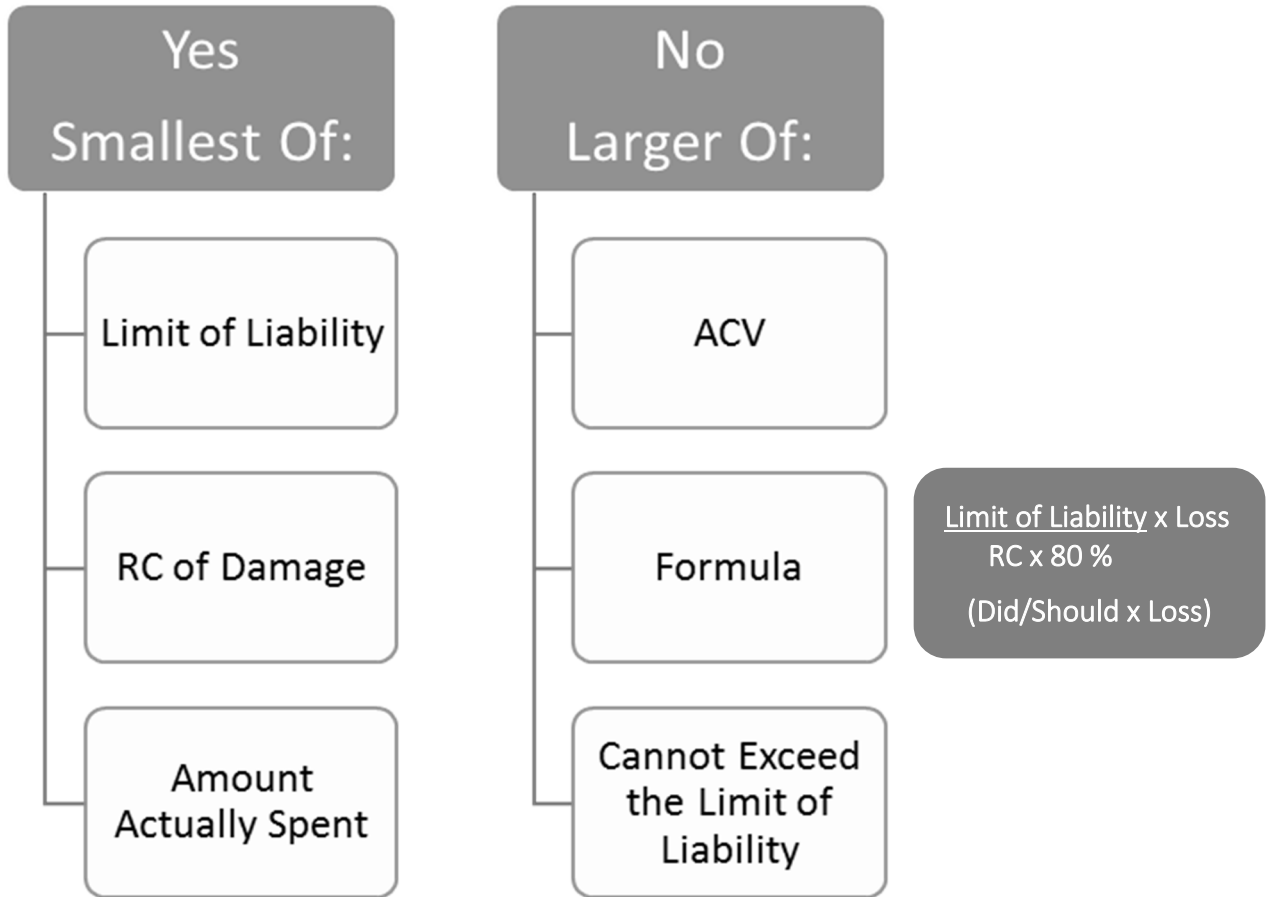 Yes
Smallest Of:
Limit of Liability
RC of Damage
Amount
Actually Spent
No
Larger Of:
ACV
Formula
Cannot Exceed
the Limit of
Liability
Limit of Liability x Loss
RC x 80 %
(Did/Should x Loss)